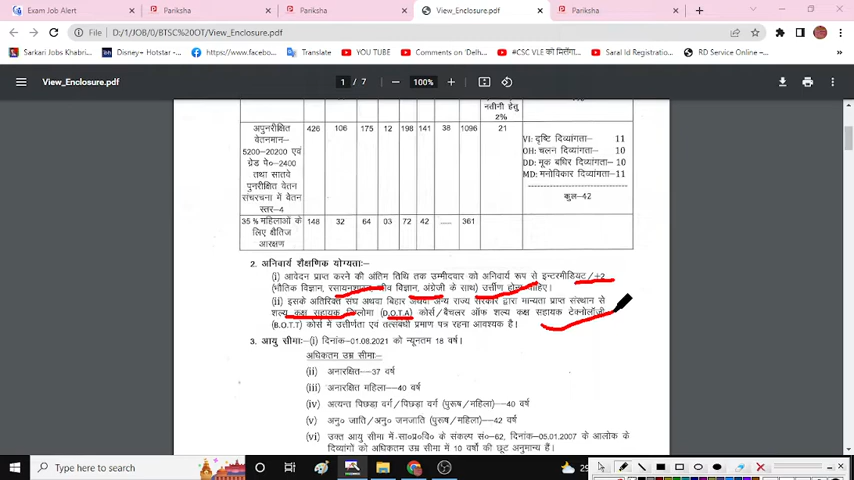 Exam Job Alert
Pariksha
Pariksha
View_Enclosure.pdf
Pariksha
File | D:/1/JOB/0/BTSC%20OT/View_Enclosure.pdf
Sarkari Jobs Khabri...
Disney+ Hotstar -...
https://www.facebo...
Translate
YOU TUBE
Comments on 'Delh...
#CSC VLE
Saral Id Registratio...
RD Service Online -...
View_Enclosure.pdf
1 / 7
100%
नतीनी हेतु
2%
अपुनरीक्षित
वेतनमान–
5200–20200 एवं
ग्रेड पे०–2400
तथा सातवे
पुनरीक्षित वेतन
संचरचना में वेतन
स्तर–4
426 106 175 12 198 141 38 1096 21
VI: दृष्टि दिव्यांगता– 11
OH: चलन दिव्यांगता– 10
DD: मूक बधिर दिव्यांगता– 10
MD: मनोविकार दिव्यांगता–11
कुल–42
35 % महिलाओं के
लिए क्षैतिज
आरक्षण
148 32 64 03 72 42 ...... 361
2. अनिवार्य शैक्षणिक योग्यताः–
(i) आवेदन प्राप्त करने की अंतिम तिथि तक उम्मीदवार को अनिवार्य रूप से इन्टरमीडियट/+2
(भौतिक विज्ञान, रसायनशास्त्र जीव विज्ञान, अंग्रेजी के साथ) उर्त्तीण होना चाहिए।
(ii) इसके अतिरिक्त संघ अथवा बिहार अथवा अन्य राज्य सरकार द्वारा मान्यता प्राप्त संस्थान से
शल्य कक्ष सहायक डिप्लोमा (D.O.T.A) कोर्स/बैचलर ऑफ शल्य कक्ष सहायक टेक्नोलॉजी
(B.O.T.T) कोर्स में उत्तीर्णता एवं तत्संबंधी प्रमाण पत्र रहना आवश्यक है।
3. आयु सीमाः– (i) दिनांक–01.08.2021 को न्यूनतम 18 वर्ष।
अधिकतम उम्र सीमाः
(ii) अनारक्षित–37 वर्ष
(iii) अनारक्षित महिला–40 वर्ष
(iv) अत्यन्त पिछड़ा वर्ग/पिछड़ा वर्ग (पुरूष/महिला)–40 वर्ष
(v) अनु० जाति/अनु० जनजाति (पुरूष/महिला)–42 वर्ष
(vi) उक्त आयु सीमा में सा०प्र०वि० के संकल्प सं०–62, दिनांक–05.01.2007 के आलोक के
दिव्यांगों को अधिकतम उम्र सीमा में 10 वर्षो की छूट अनुमान्य हैं।
Type here to search
29